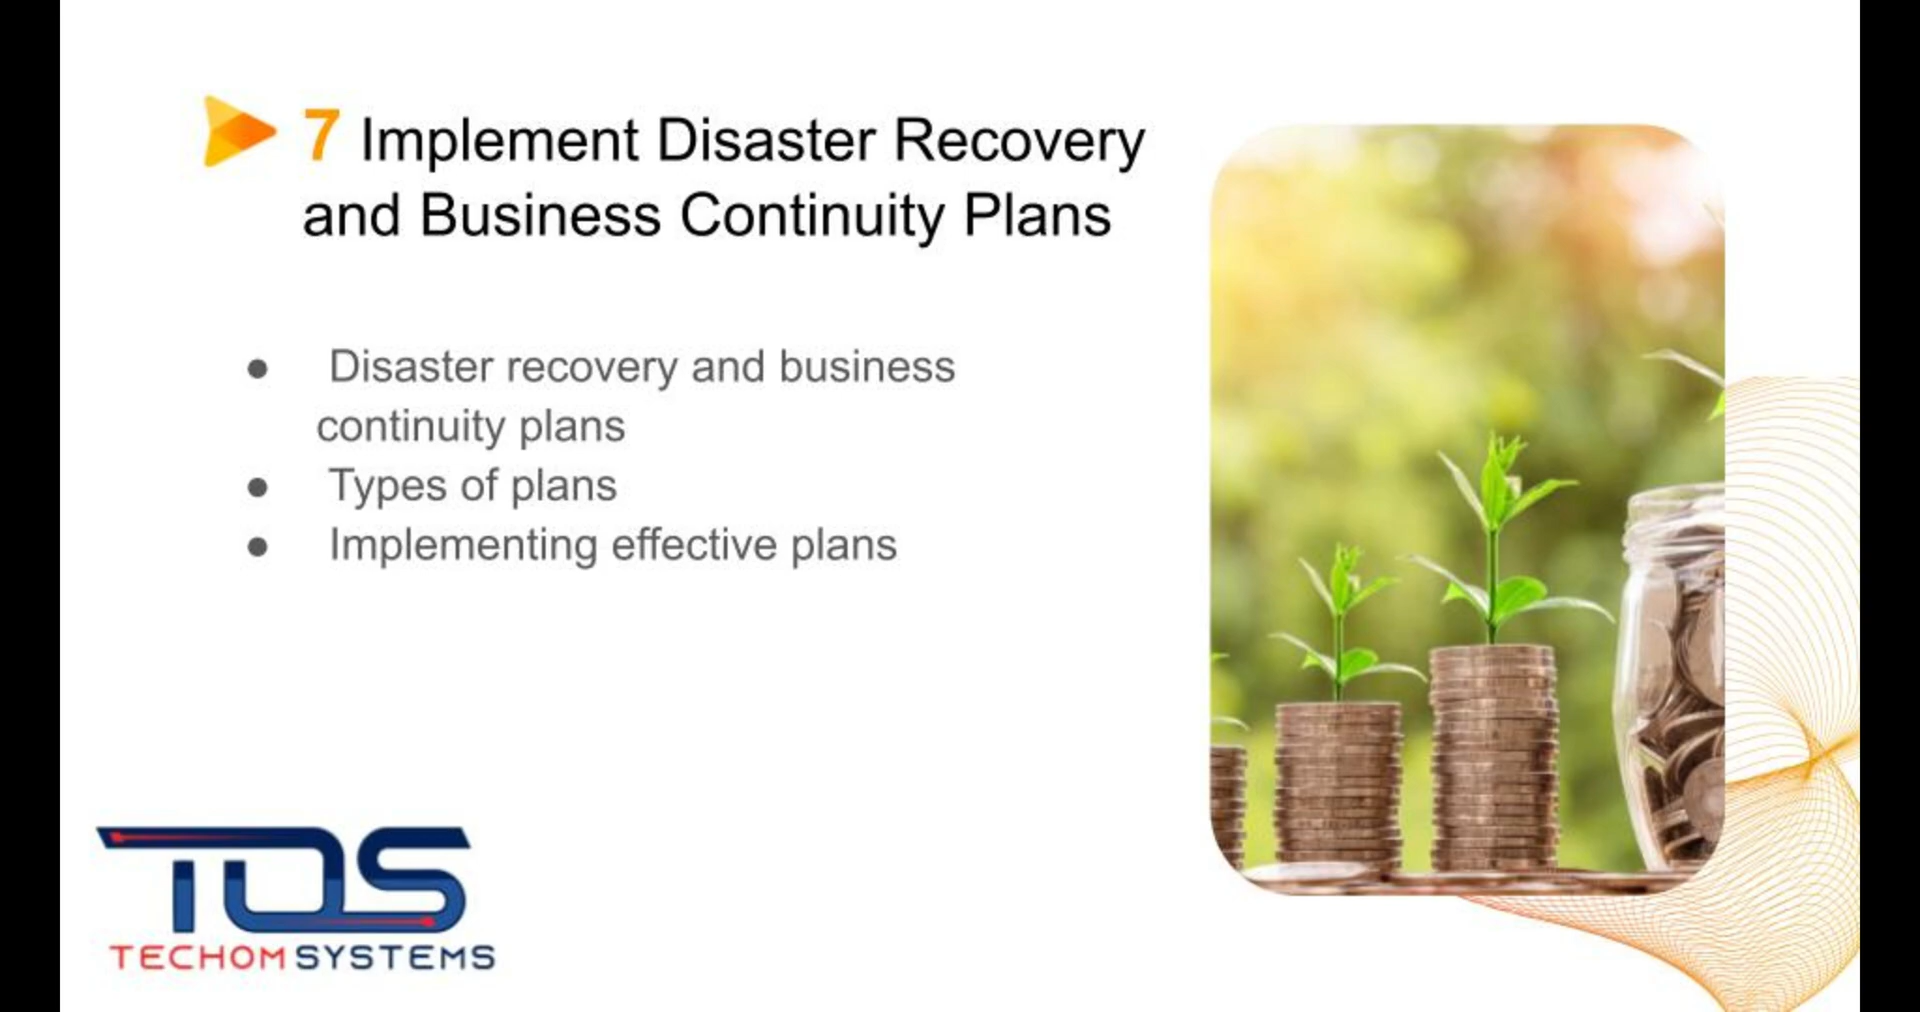 7 Implement Disaster Recovery
and Business Continuity Plans
● Disaster recovery and business
continuity plans
● Types of plans
● Implementing effective plans
TOS
TECHOM SYSTEMS